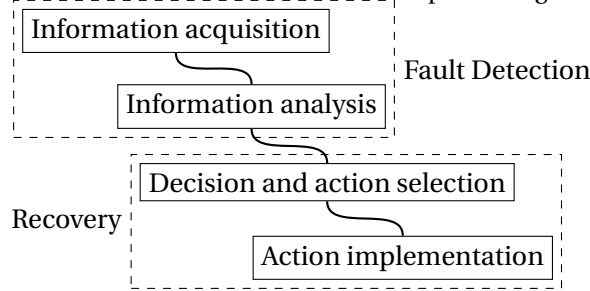 Information acquisition
Fault Detection
Information analysis
Decision and action selection
Recovery
Action implementation